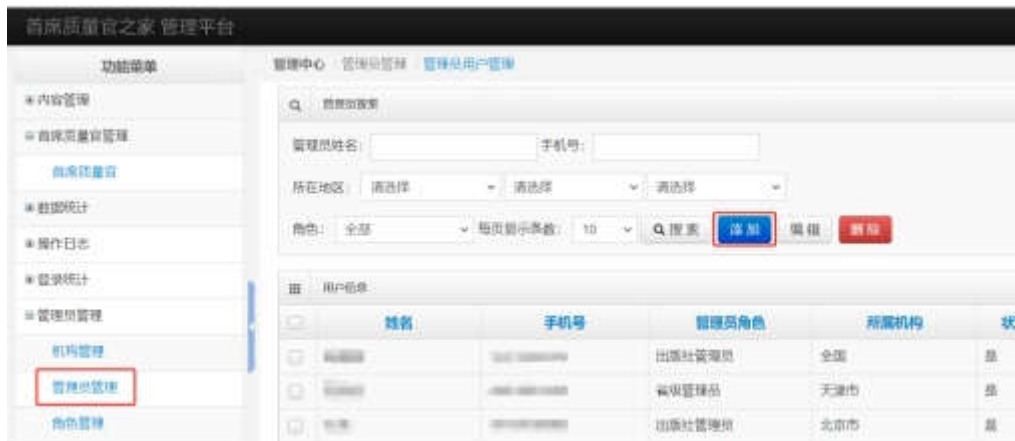 首席质量官之家 管理平台
功能菜单
管理中心 管理员管理 管理员用户管理
内容管理
首席质量官管理
首席质量官
数据统计
操作日志
登录统计
管理员管理
机构管理
管理员管理
角色管理
管理员搜索
管理员姓名: 手机号:
所在地区: 请选择 请选择 请选择
角色: 全部 每页显示条数: 10 搜索 添加 编辑 删除
用户信息
姓名 手机号 管理员角色 所属机构 状
出版社管理员 全国 是
省级管理员 天津市 是
出版社管理员 北京市 是